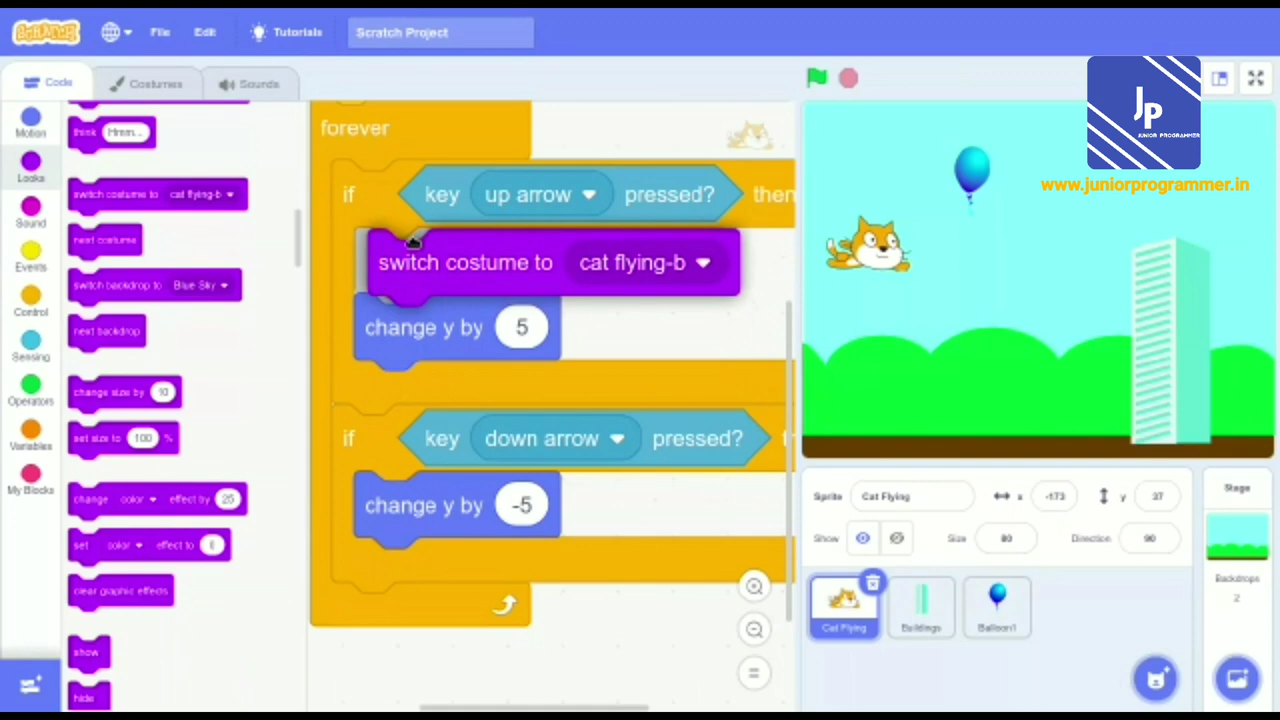 SCRATCH
File
Edit
Tutorials
Scratch Project
Code
Costumes
Sounds
JP
JUNIOR PROGRAMMER
www.juniorprogrammer.in
Motion
Looks
Sound
Events
Control
Sensing
Operators
Variables
My Blocks
think Hmm...
switch costume to cat flying-b
next costume
switch backdrop to Blue Sky
next backdrop
change size by 10
set size to 100 %
change color effect by 25
set color effect to
clear graphic effects
show
hide
forever
if key up arrow pressed? then
switch costume to cat flying-b
change y by 5
if key down arrow pressed?
change y by -5
Sprite Cat Flying x -173 y 37
Show Size 80 Direction 90
Cat Flying
Buildings
Balloon1
Stage
Backdrops
2